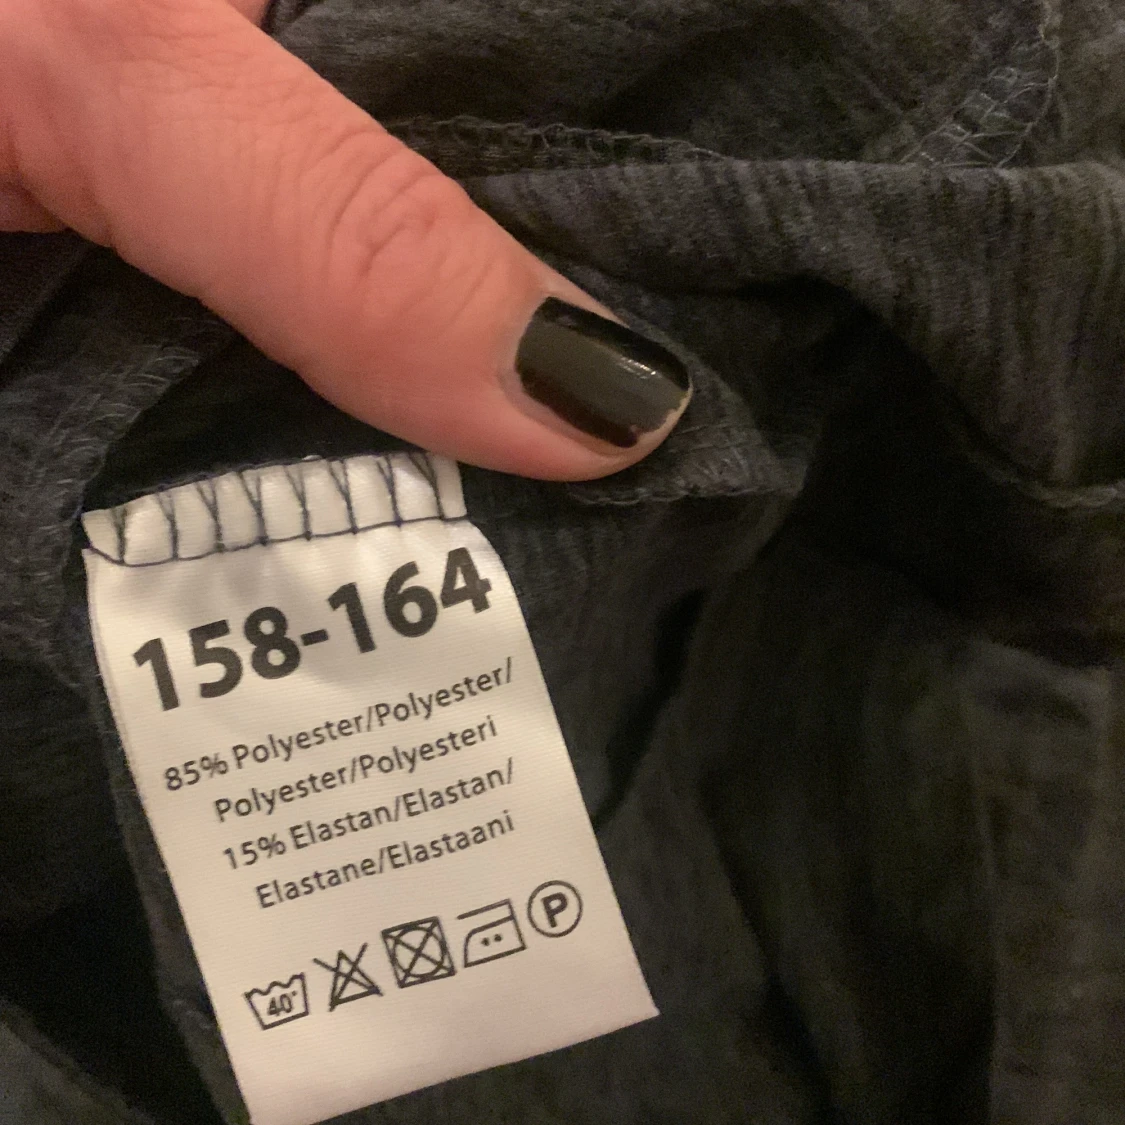 158-164
85% Polyester/Polyester/
Polyester/Polyesteri
15% Elastan/Elastan/
Elastane/Elastaani
40° P